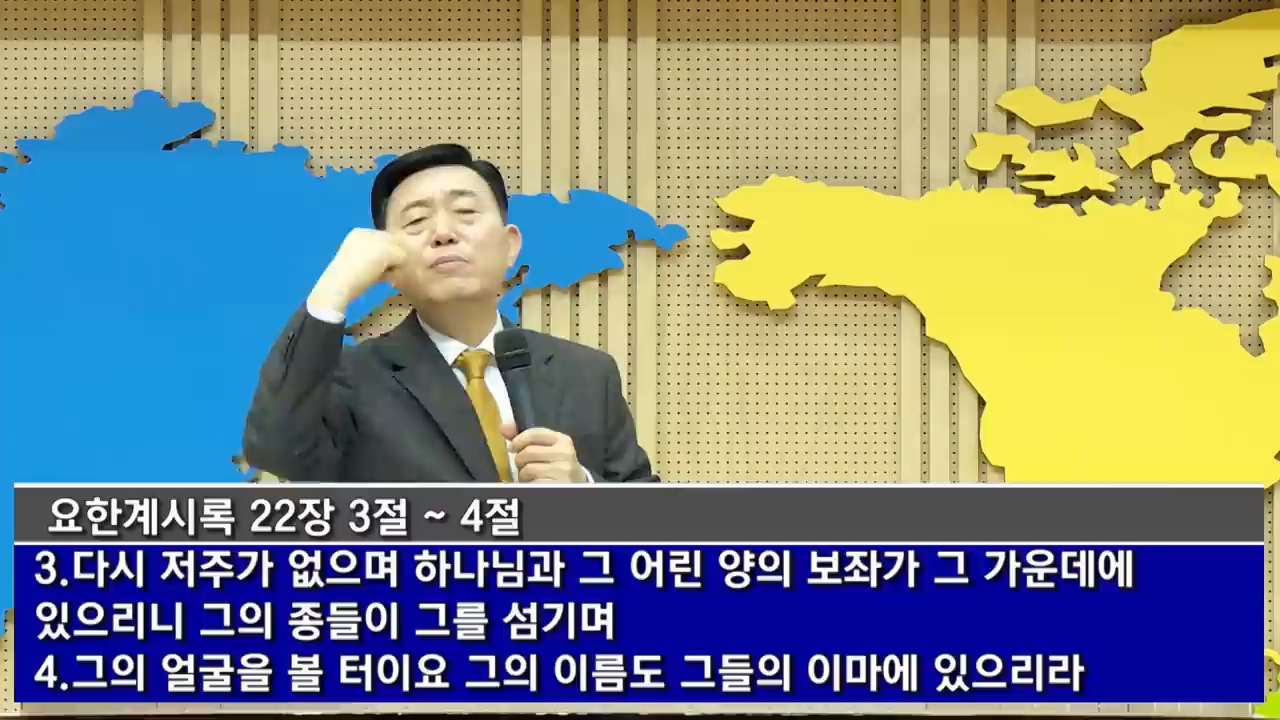 요한계시록 22장 3절 ~ 4절
3.다시 저주가 없으며 하나님과 그 어린 양의 보좌가 그 가운데에
있으리니 그의 종들이 그를 섬기며
4.그의 얼굴을 볼 터이요 그의 이름도 그들의 이마에 있으리라